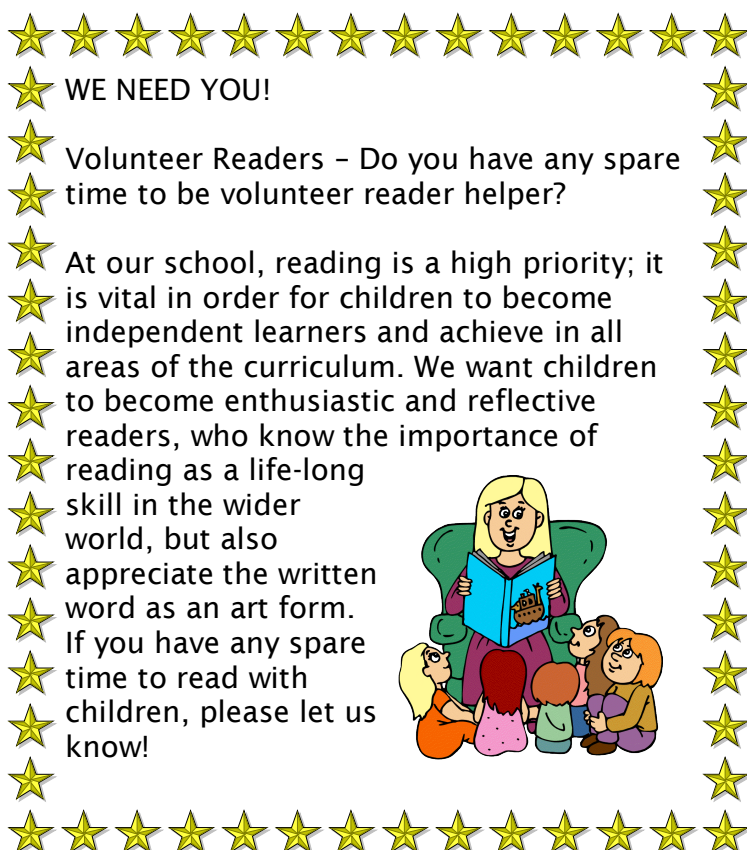 WE NEED YOU!
Volunteer Readers – Do you have any spare
time to be volunteer reader helper?
At our school, reading is a high priority; it
is vital in order for children to become
independent learners and achieve in all
areas of the curriculum. We want children
to become enthusiastic and reflective
readers, who know the importance of
reading as a life-long
skill in the wider
world, but also
appreciate the written
word as an art form.
If you have any spare
time to read with
children, please let us
know!